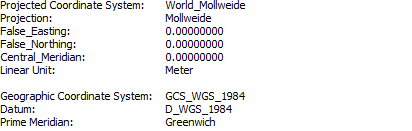 Projected Coordinate System: World_Mollweide
Projection: Mollweide
False_Easting: 0.00000000
False_Northing: 0.00000000
Central_Meridian: 0.00000000
Linear Unit: Meter
Geographic Coordinate System: GCS_WGS_1984
Datum: D_WGS_1984
Prime Meridian: Greenwich